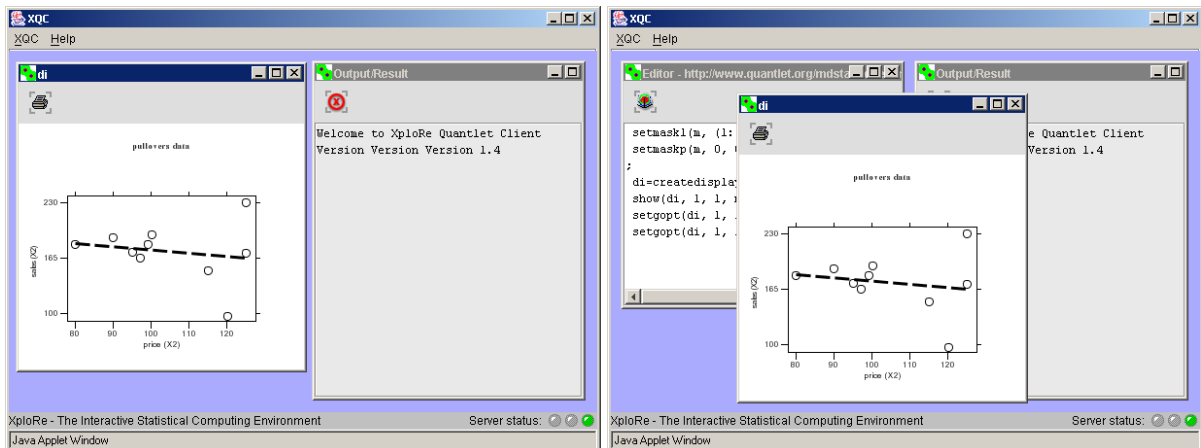 XQC
XQC Help
di
Output/Result
Welcome to XploRe Quantlet Client
Version Version Version 1.4
pullovers data
230
165
100
sales (X2)
80 90 100 110 120
price (X2)
XploRe - The Interactive Statistical Computing Environment
Server status:
Java Applet Window
XQC
XQC Help
Editor - http://www.quantlet.org/mdsta
Output/Result
setmaskl(m, (1:
setmaskp(m, 0,
;
di=createdisplay
show(di, 1, 1,
setgopt(di, 1,
setgopt(di, 1,
e Quantlet Client
Version 1.4
di
pullovers data
230
165
100
sales (X2)
80 90 100 110 120
price (X2)
XploRe - The Interactive Statistical Computing Environment
Server status:
Java Applet Window